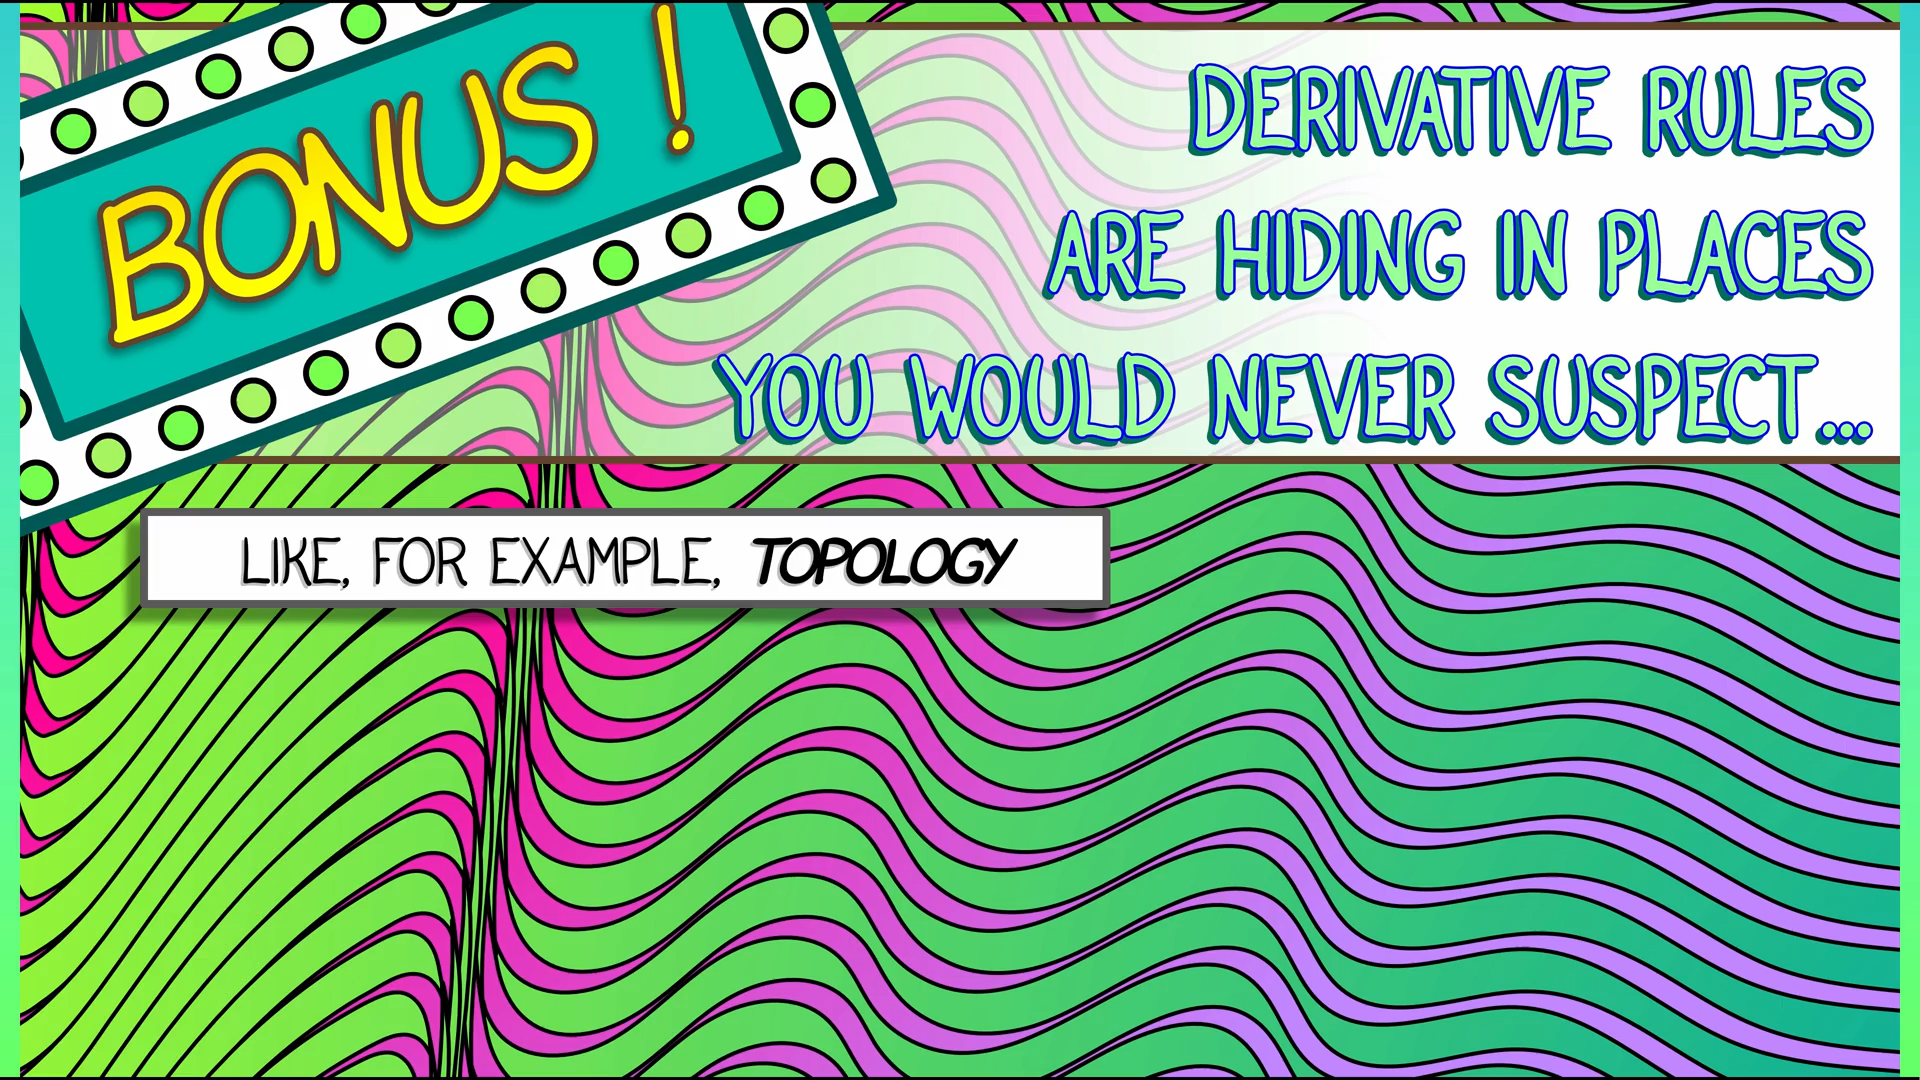 BONUS!
DERIVATIVE RULES
ARE HIDING IN PLACES
YOU WOULD NEVER SUSPECT...
LIKE, FOR EXAMPLE, TOPOLOGY